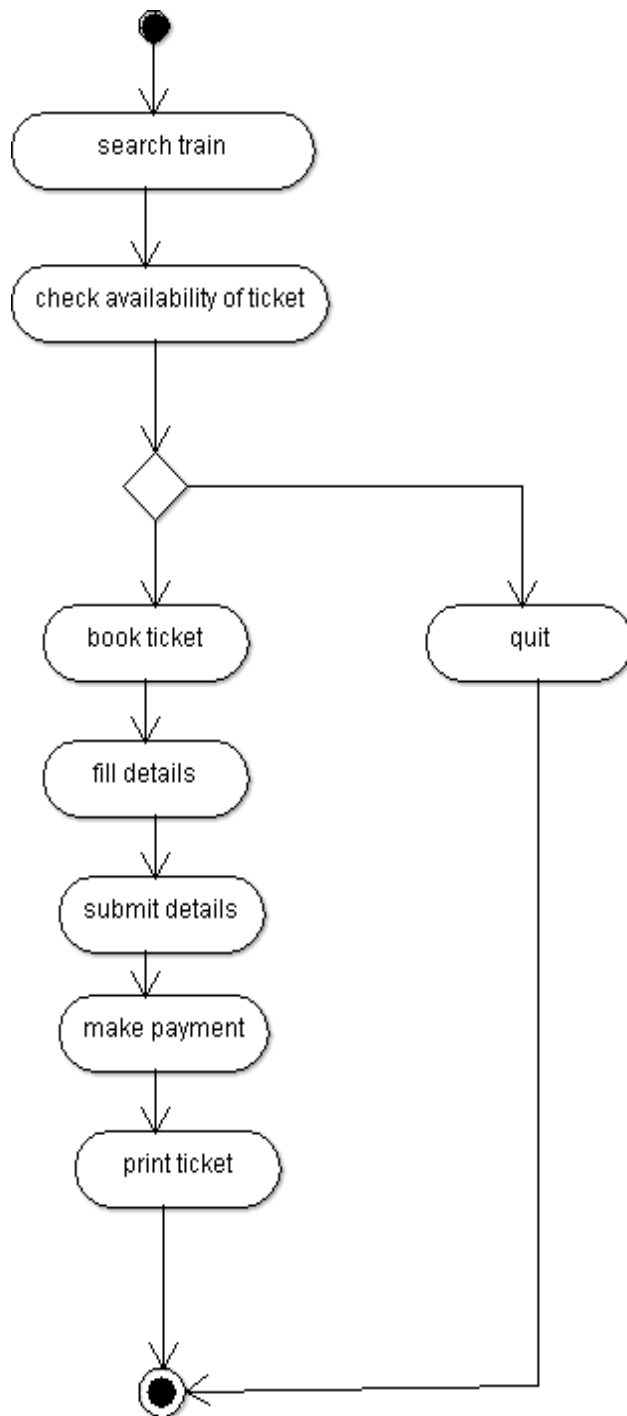 search train
check availability of ticket
book ticket
quit
fill details
submit details
make payment
print ticket